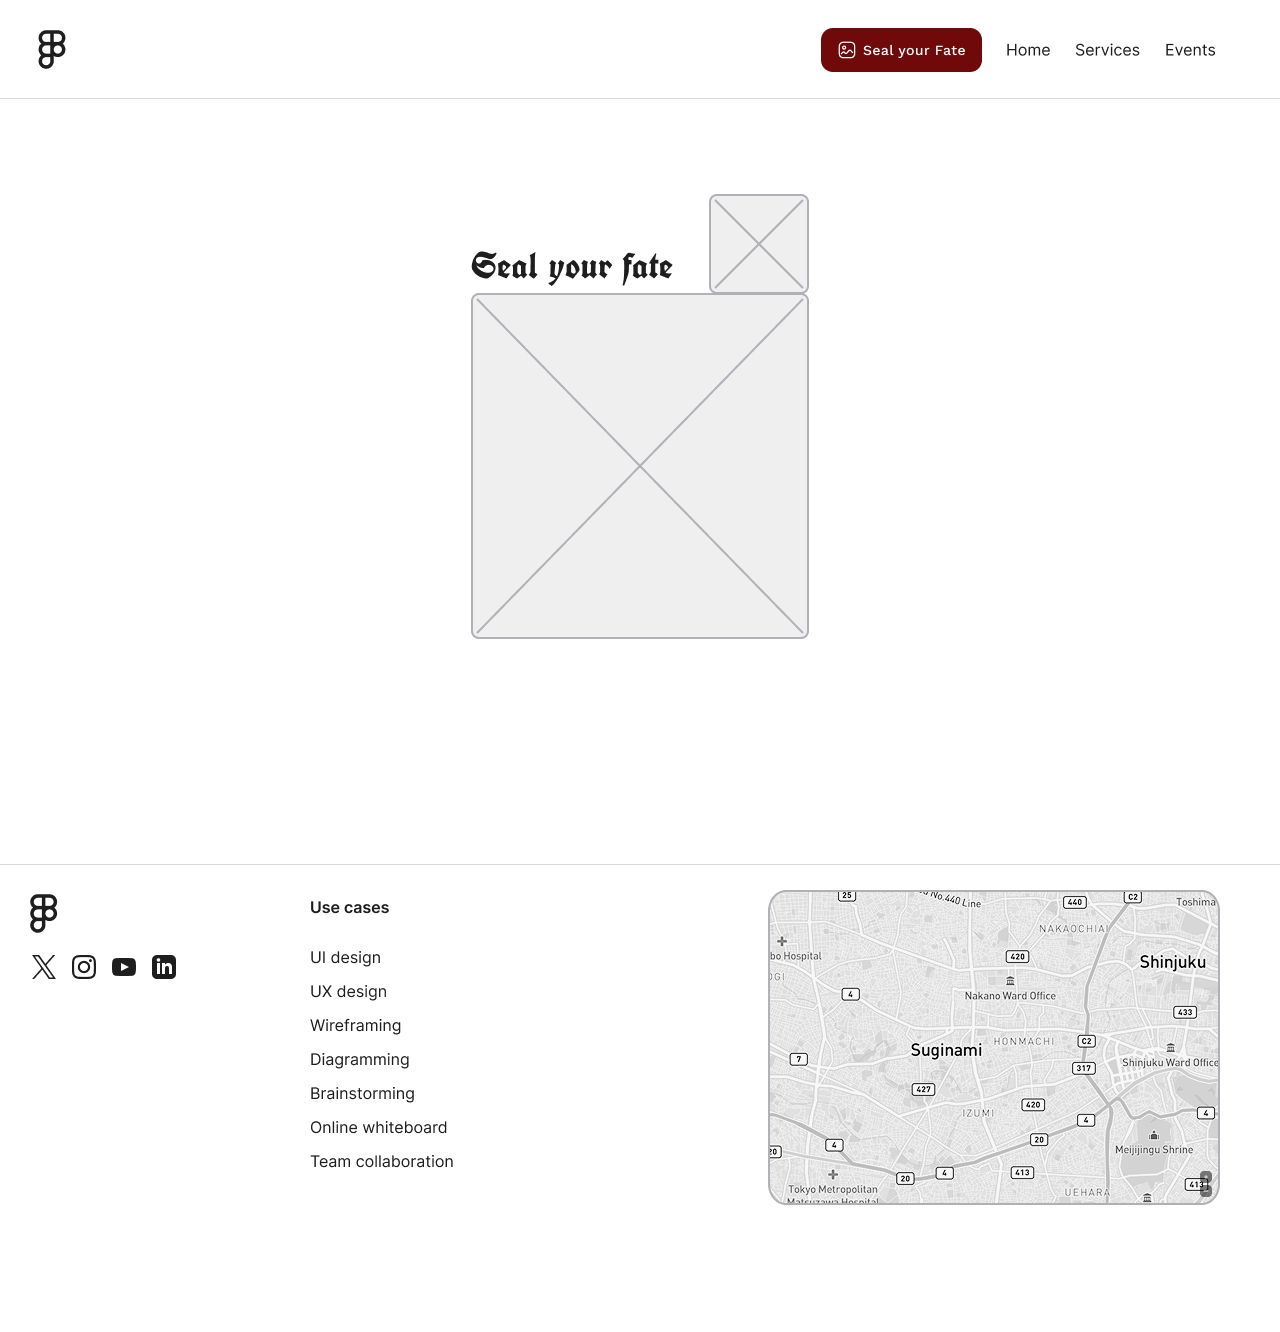 Seal your Fate
Home
Services
Events
Seal your fate
Use cases
UI design
UX design
Wireframing
Diagramming
Brainstorming
Online whiteboard
Team collaboration
25
No.440 Line
440
C2
Toshima
NAKAOCHIAI
bo Hospital
420
Shinjuku
OGI
4
Nakano Ward Office
433
Suginami
HONMACHI
C2
7
317
Shinjuku Ward Office
427
420
IZUMI
4
4
4
20
Meijijingu Shrine
20
20
4
413
413
Tokyo Metropolitan
Matsuzawa Hospital
UEHARA